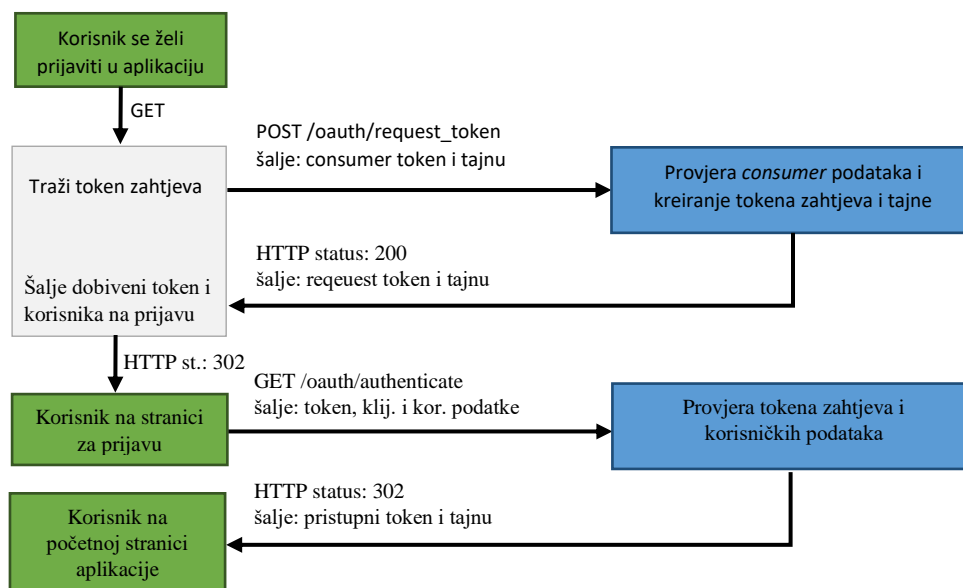 Korisnik se želi
prijaviti u aplikaciju
GET
POST /oauth/request_token
šalje: consumer token i tajnu
Traži token zahtjeva
Provjera consumer podataka i
kreiranje tokena zahtjeva i tajne
HTTP status: 200
šalje: reqeuest token i tajnu
Šalje dobiveni token i
korisnika na prijavu
HTTP st.: 302
GET /oauth/authenticate
šalje: token, klij. i kor. podatke
Korisnik na stranici
za prijavu
Provjera tokena zahtjeva i
korisničkih podataka
HTTP status: 302
šalje: pristupni token i tajnu
Korisnik na
početnoj stranici
aplikacije